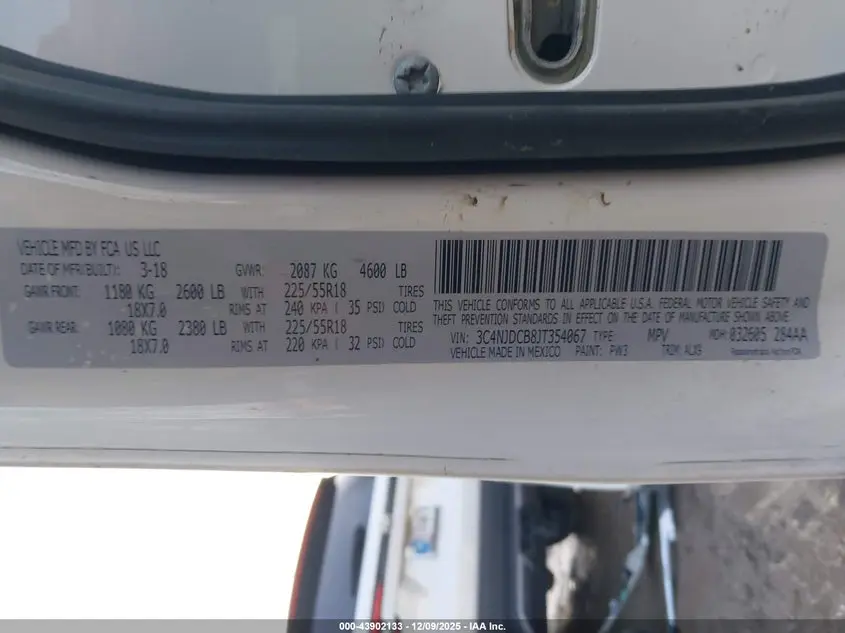 VEHICLE MFD BY FCA US LLC
DATE OF MFR(BUILT): 3-18 GVWR: 2087 KG 4600 LB
GAWR FRONT: 1180 KG 2600 LB WITH 225/55R18 TIRES
18X7.0 RIMS AT 240 KPA ( 35 PSI) COLD
GAWR REAR: 1080 KG 2380 LB WITH 225/55R18 TIRES
18X7.0 RIMS AT 220 KPA ( 32 PSI) COLD
THIS VEHICLE CONFORMS TO ALL APPLICABLE U.S.A. FEDERAL MOTOR VEHICLE SAFETY AND
THEFT PREVENTION STANDARDS IN EFFECT ON THE DATE OF MANUFACTURE SHOWN ABOVE.
VIN: 3C4NJDCB8JT354067 TYPE MPV MDH: 032605 284AA
VEHICLE MADE IN MEXICO PAINT: PW3 TRIM: ALXG
000-43902133 - 12/09/2025 - IAA Inc.